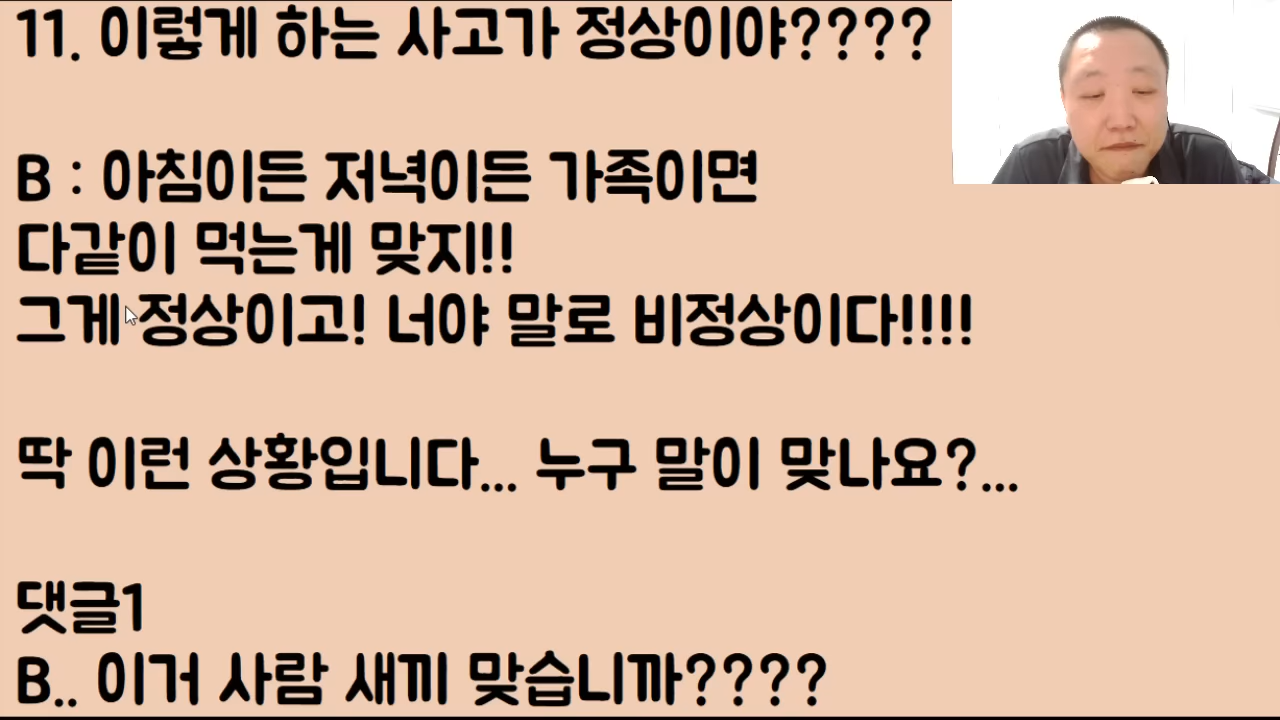 11. 이렇게 하는 사고가 정상이야????
B : 아침이든 저녁이든 가족이면
다같이 먹는게 맞지!!
그게 정상이고! 너야 말로 비정상이다!!!!
딱 이런 상황입니다... 누구 말이 맞나요?...
댓글1
B.. 이거 사람 새끼 맞습니까????